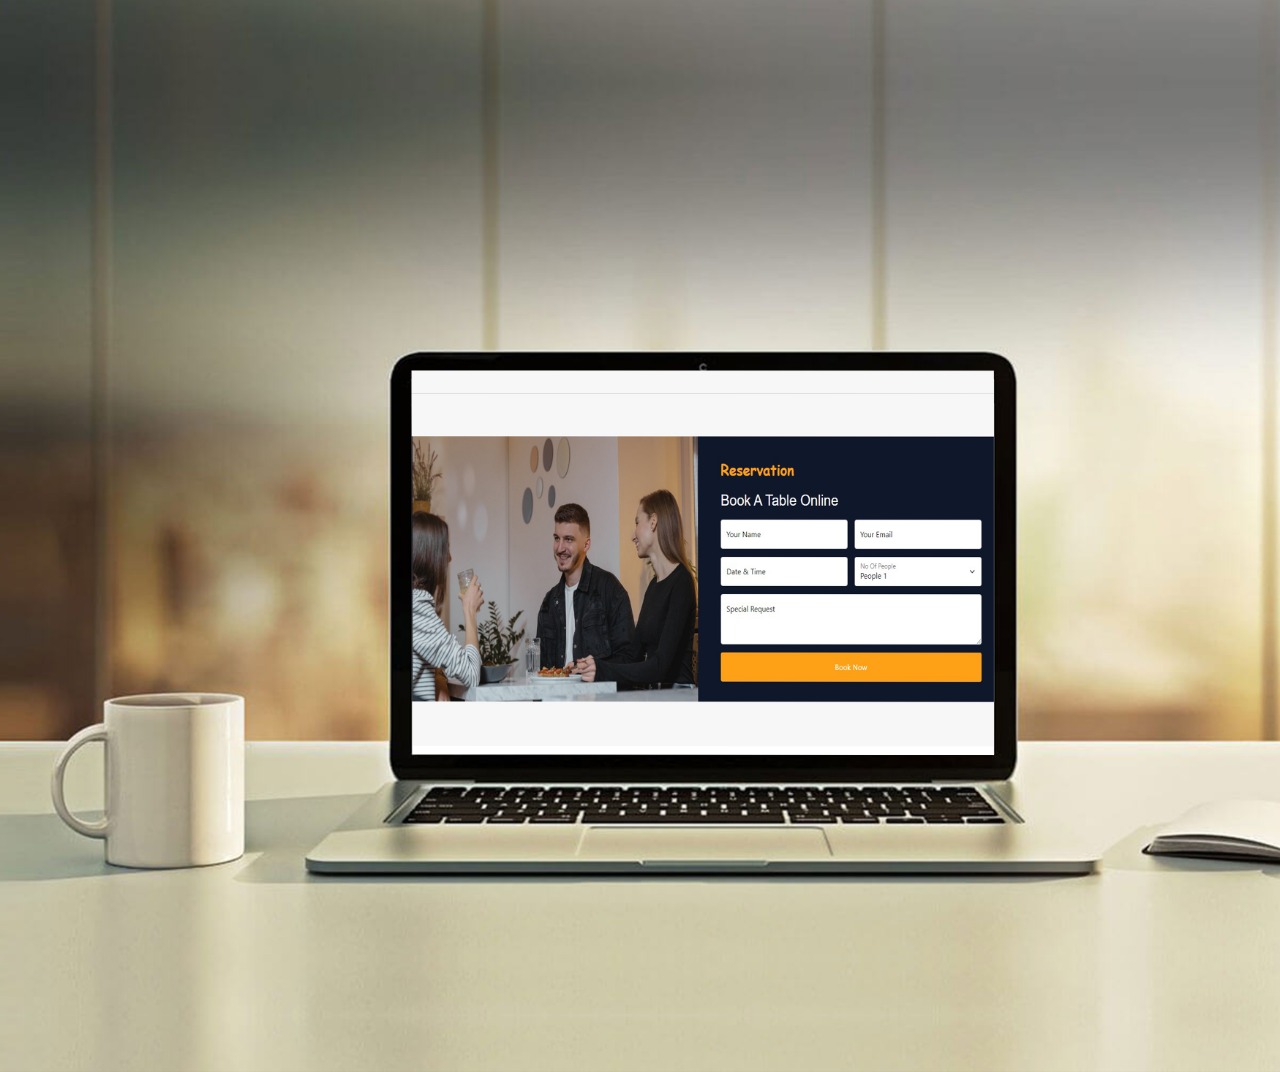 Reservation
Book A Table Online
Your Name
Your Email
Date & Time
No Of People
People 1
Special Request
Book Now